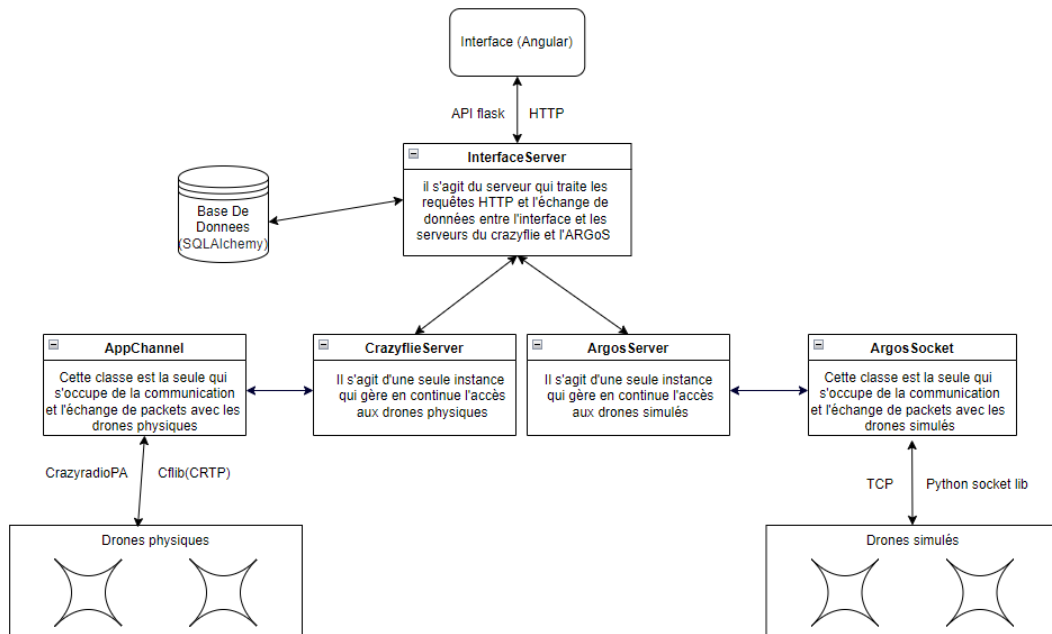 Interface (Angular)
API flask
HTTP
InterfaceServer
il s'agit du serveur qui traite les
requêtes HTTP et l'échange de
données entre l'interface et les
serveurs du crazyflie et l'ARGoS
Base De
Donnees
(SQLAlchemy)
AppChannel
Cette classe est la seule qui
s'occupe de la communication
et l'échange de packets avec les
drones physiques
CrazyflieServer
Il s'agit d'une seule instance
qui gère en continue l'accès
aux drones physiques
ArgosServer
Il s'agit d'une seule instance
qui gère en continue l'accès
aux drones simulés
ArgosSocket
Cette classe est la seule qui
s'occupe de la communication
et l'échange de packets avec les
drones simulés
CrazyradioPA
Cflib(CRTP)
TCP
Python socket lib
Drones physiques
Drones simulés